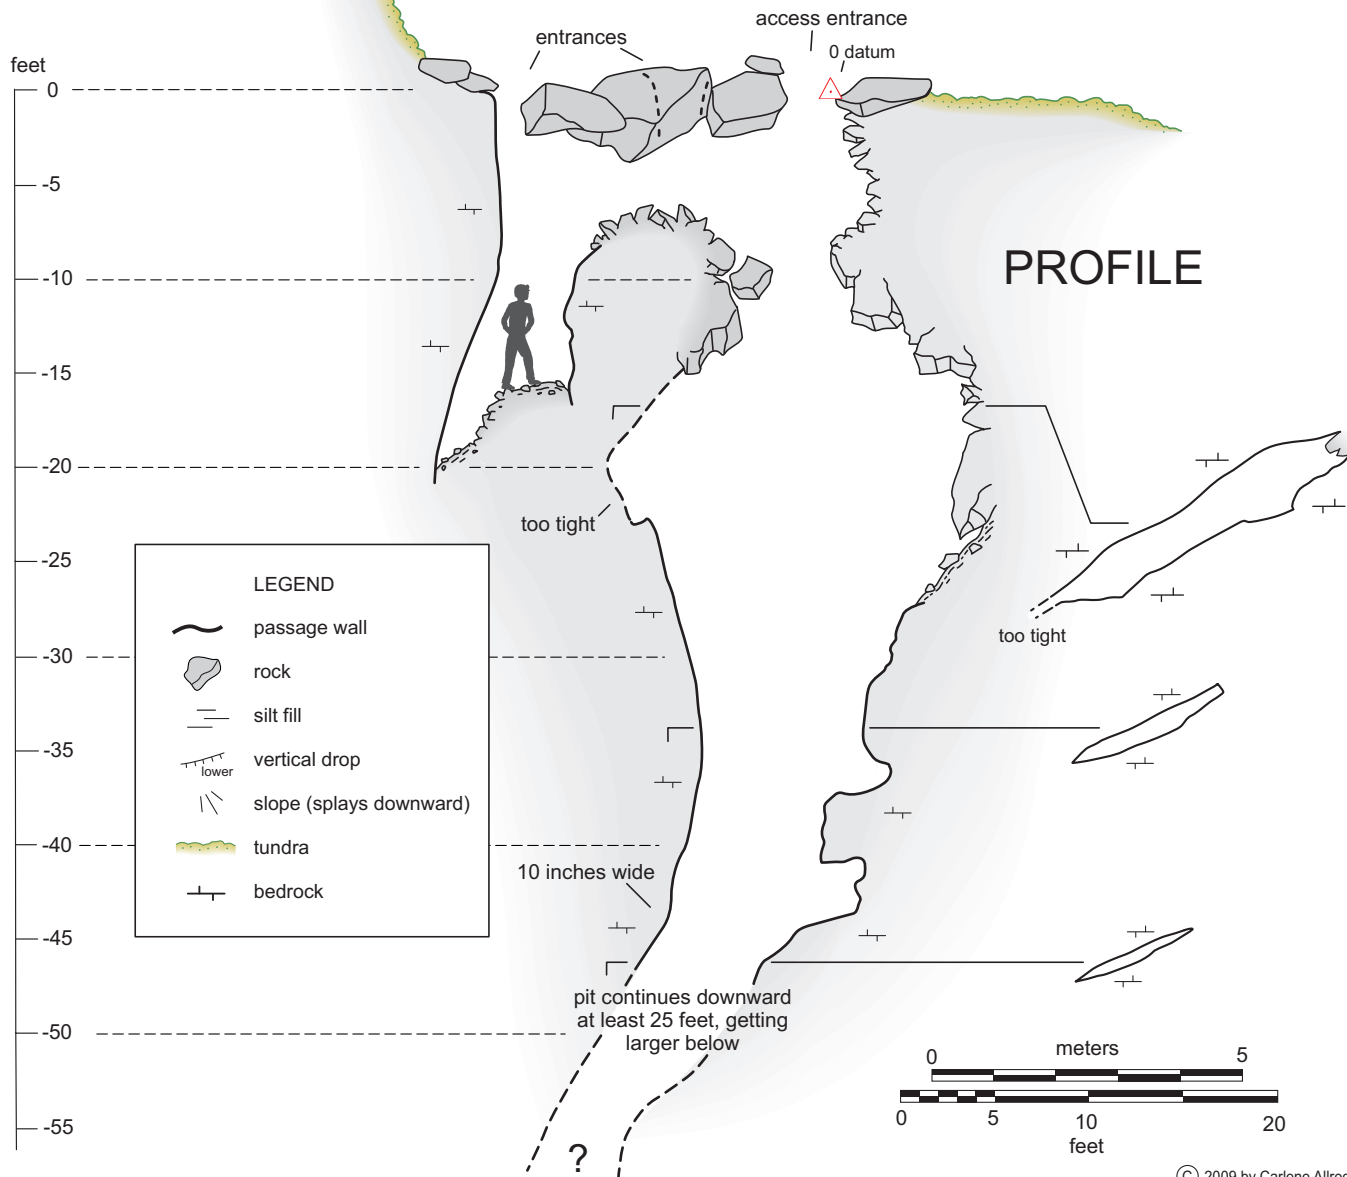 access entrance
entrances
0 datum
feet
0
-5
-10
-15
-20
-25
-30
-35
-40
-45
-50
-55
PROFILE
too tight
LEGEND
passage wall
rock
silt fill
vertical drop
lower
slope (splays downward)
tundra
bedrock
too tight
10 inches wide
pit continues downward
at least 25 feet, getting
larger below
?
0 meters 5
0 5 10 20
feet
© 2009 by Carlene